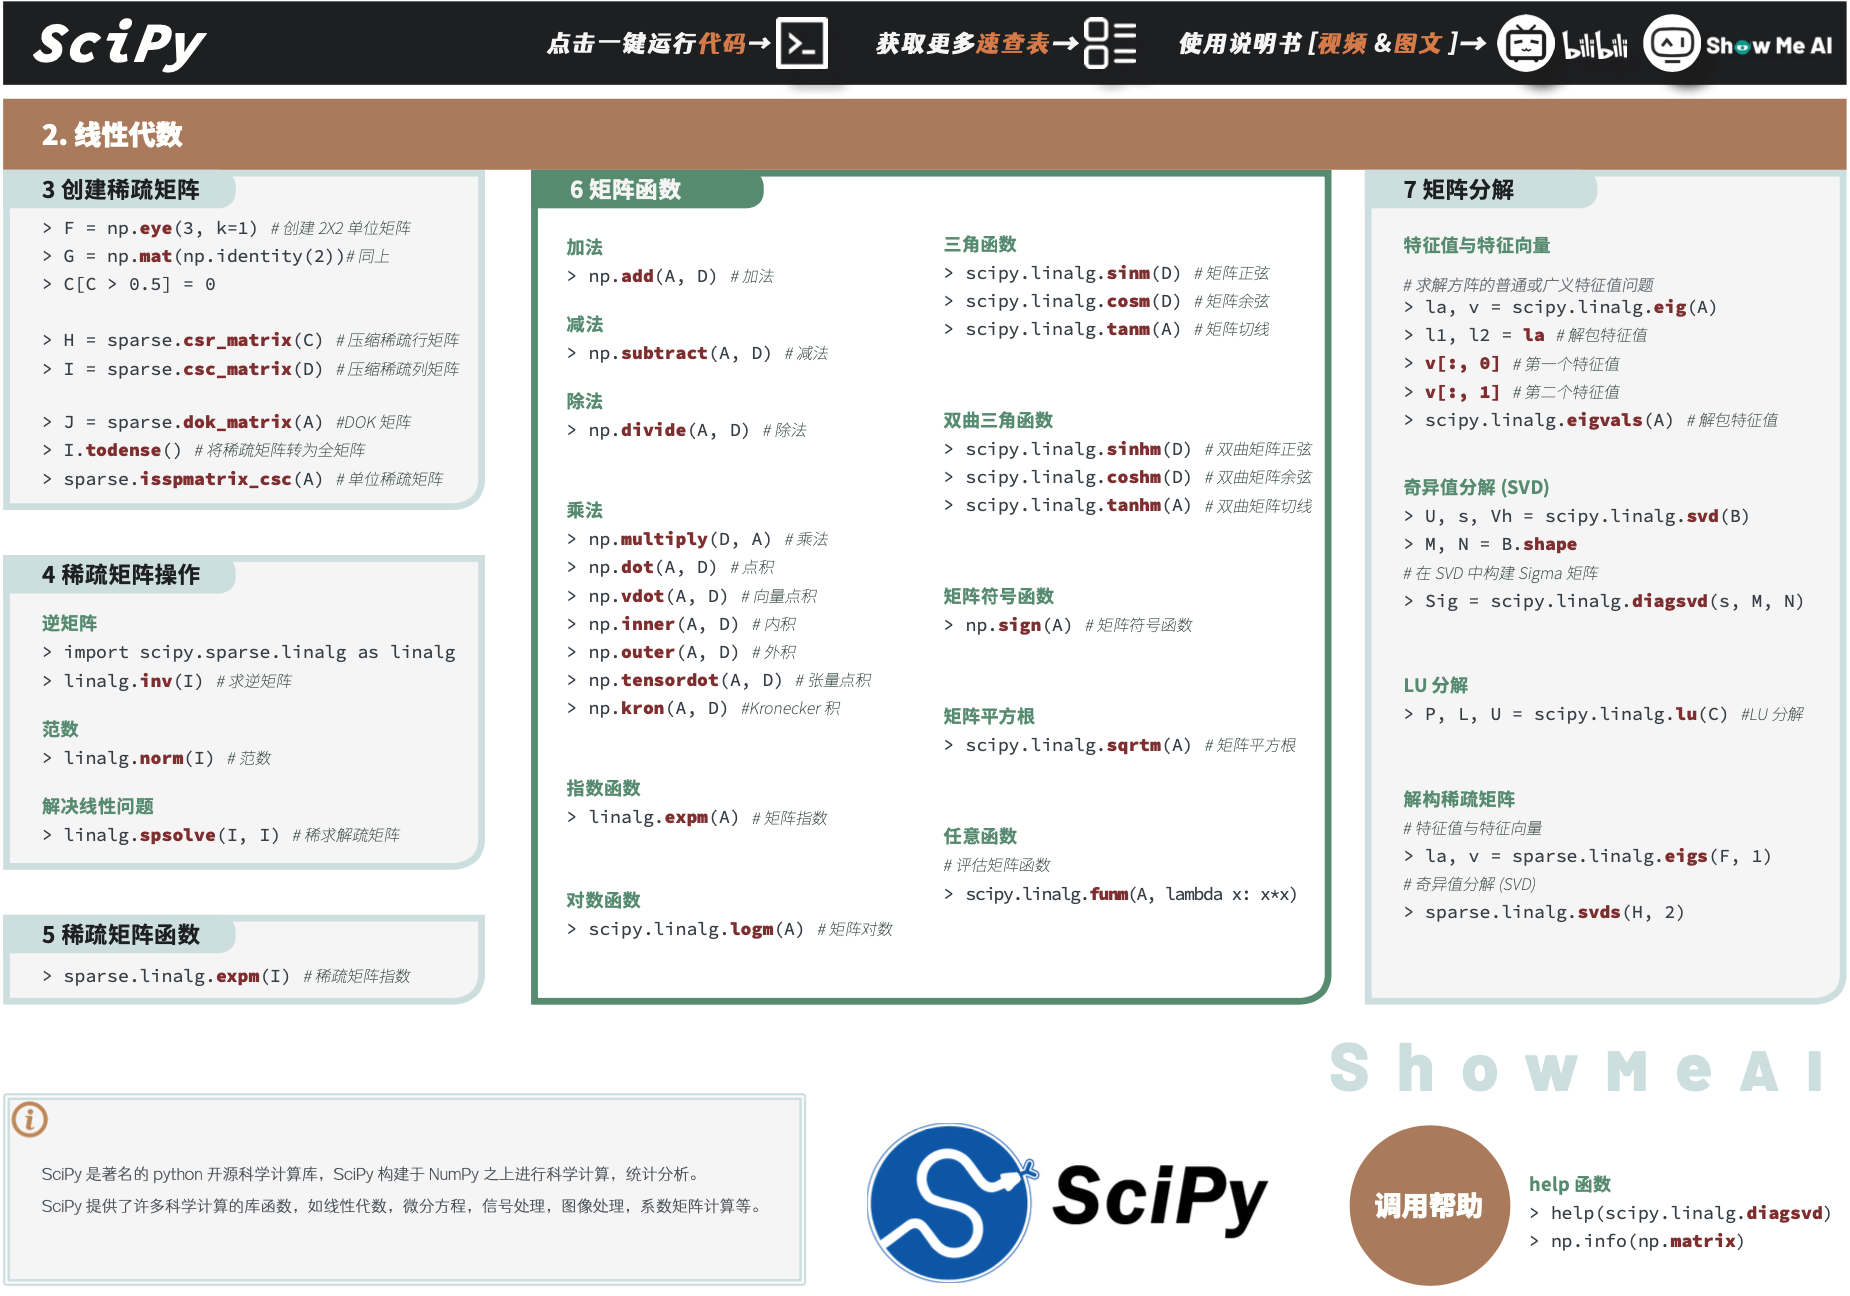 SciPy
点击一键运行代码→
获取更多速查表→
使用说明书 [视频 &图文 ]→
bilibili
Show Me AI
2. 线性代数
3 创建稀疏矩阵
> F = np.eye(3, k=1) # 创建 2X2 单位矩阵
> G = np.mat(np.identity(2))# 同上
> C[C > 0.5] = 0
> H = sparse.csr_matrix(C) # 压缩稀疏行矩阵
> I = sparse.csc_matrix(D) # 压缩稀疏列矩阵
> J = sparse.dok_matrix(A) #DOK 矩阵
> I.todense() # 将稀疏矩阵转为全矩阵
> sparse.isspmatrix_csc(A) # 单位稀疏矩阵
4 稀疏矩阵操作
逆矩阵
> import scipy.sparse.linalg as linalg
> linalg.inv(I) # 求逆矩阵
范数
> linalg.norm(I) # 范数
解决线性问题
> linalg.spsolve(I, I) # 稀求解疏矩阵
5 稀疏矩阵函数
> sparse.linalg.expm(I) # 稀疏矩阵指数
6 矩阵函数
加法
> np.add(A, D) # 加法
减法
> np.subtract(A, D) # 减法
除法
> np.divide(A, D) # 除法
乘法
> np.multiply(D, A) # 乘法
> np.dot(A, D) # 点积
> np.vdot(A, D) # 向量点积
> np.inner(A, D) # 内积
> np.outer(A, D) # 外积
> np.tensordot(A, D) # 张量点积
> np.kron(A, D) #Kronecker 积
指数函数
> linalg.expm(A) # 矩阵指数
对数函数
> scipy.linalg.logm(A) # 矩阵对数
三角函数
> scipy.linalg.sinm(D) # 矩阵正弦
> scipy.linalg.cosm(D) # 矩阵余弦
> scipy.linalg.tanm(A) # 矩阵切线
双曲三角函数
> scipy.linalg.sinhm(D) # 双曲矩阵正弦
> scipy.linalg.coshm(D) # 双曲矩阵余弦
> scipy.linalg.tanhm(A) # 双曲矩阵切线
矩阵符号函数
> np.sign(A) # 矩阵符号函数
矩阵平方根
> scipy.linalg.sqrtm(A) # 矩阵平方根
任意函数
# 评估矩阵函数
> scipy.linalg.funm(A, lambda x: x*x)
7 矩阵分解
特征值与特征向量
# 求解方阵的普通或广义特征值问题
> la, v = scipy.linalg.eig(A)
> l1, l2 = la # 解包特征值
> v[:, 0] # 第一个特征值
> v[:, 1] # 第二个特征值
> scipy.linalg.eigvals(A) # 解包特征值
奇异值分解 (SVD)
> U, s, Vh = scipy.linalg.svd(B)
> M, N = B.shape
# 在 SVD 中构建 Sigma 矩阵
> Sig = scipy.linalg.diagsvd(s, M, N)
LU 分解
> P, L, U = scipy.linalg.lu(C) #LU 分解
解构稀疏矩阵
# 特征值与特征向量
> la, v = sparse.linalg.eigs(F, 1)
# 奇异值分解 (SVD)
> sparse.linalg.svds(H, 2)
ShowMeAI
SciPy 是著名的 python 开源科学计算库，SciPy 构建于 NumPy 之上进行科学计算，统计分析。
SciPy 提供了许多科学计算的库函数，如线性代数，微分方程，信号处理，图像处理，系数矩阵计算等。
SciPy
调用帮助
help 函数
> help(scipy.linalg.diagsvd)
> np.info(np.matrix)